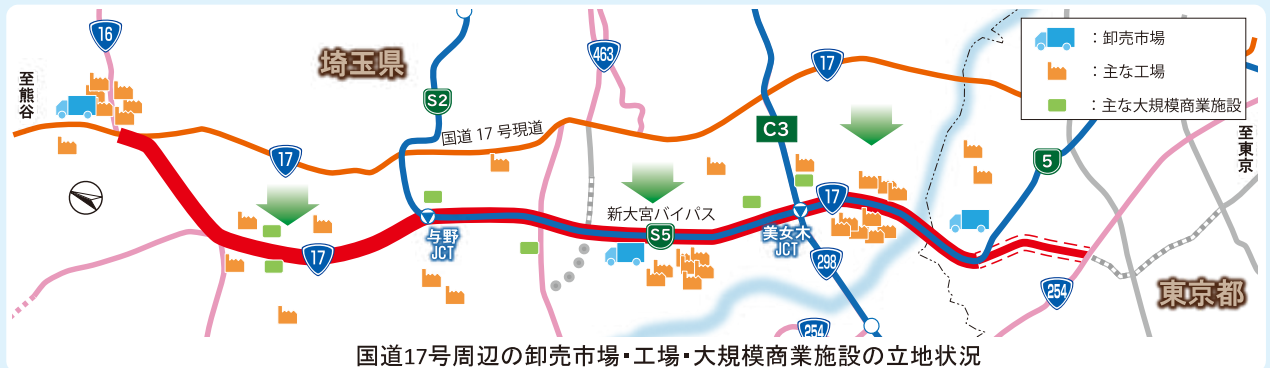 16
埼玉県
至熊谷
S2
463
17
C3
国道17号現道
17
新大宮バイパス
S5
与野
JCT
17
美女木
JCT
17
298
254
5
254
至東京
東京都
：卸売市場
：主な工場
：主な大規模商業施設
国道17号周辺の卸売市場・工場・大規模商業施設の立地状況